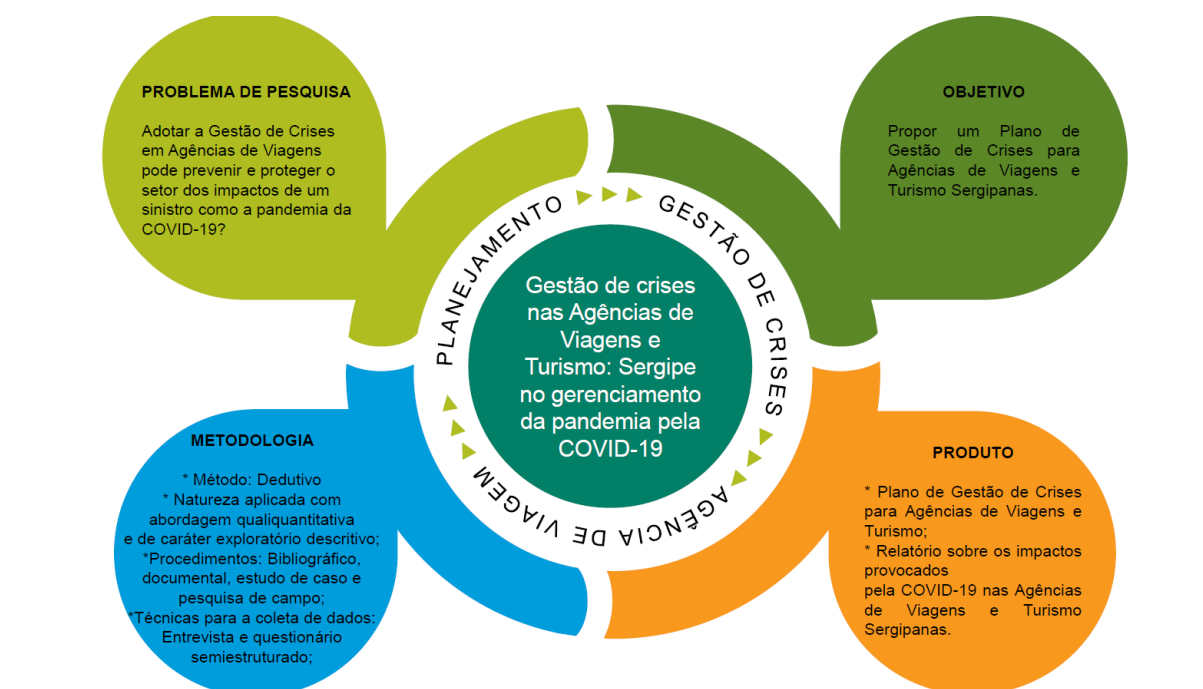 PROBLEMA DE PESQUISA
Adotar a Gestão de Crises
em Agências de Viagens
pode prevenir e proteger o
setor dos impactos de um
sinistro como a pandemia da
COVID-19?
OBJETIVO
Propor um Plano de
Gestão de Crises para
Agências de Viagens e
Turismo Sergipanas.
PLANEJAMENTO
GESTÃO DE CRISES
AGÊNCIA DE VIAGEM
Gestão de crises
nas Agências de
Viagens e
Turismo: Sergipe
no gerenciamento
da pandemia pela
COVID-19
METODOLOGIA
* Método: Dedutivo
* Natureza aplicada com
abordagem qualiquantitativa
e de caráter exploratório descritivo;
*Procedimentos: Bibliográfico,
documental, estudo de caso e
pesquisa de campo;
*Técnicas para a coleta de dados:
Entrevista e questionário
semiestruturado;
PRODUTO
* Plano de Gestão de Crises
para Agências de Viagens e
Turismo;
* Relatório sobre os impactos
provocados
pela COVID-19 nas Agências
de Viagens e Turismo
Sergipanas.